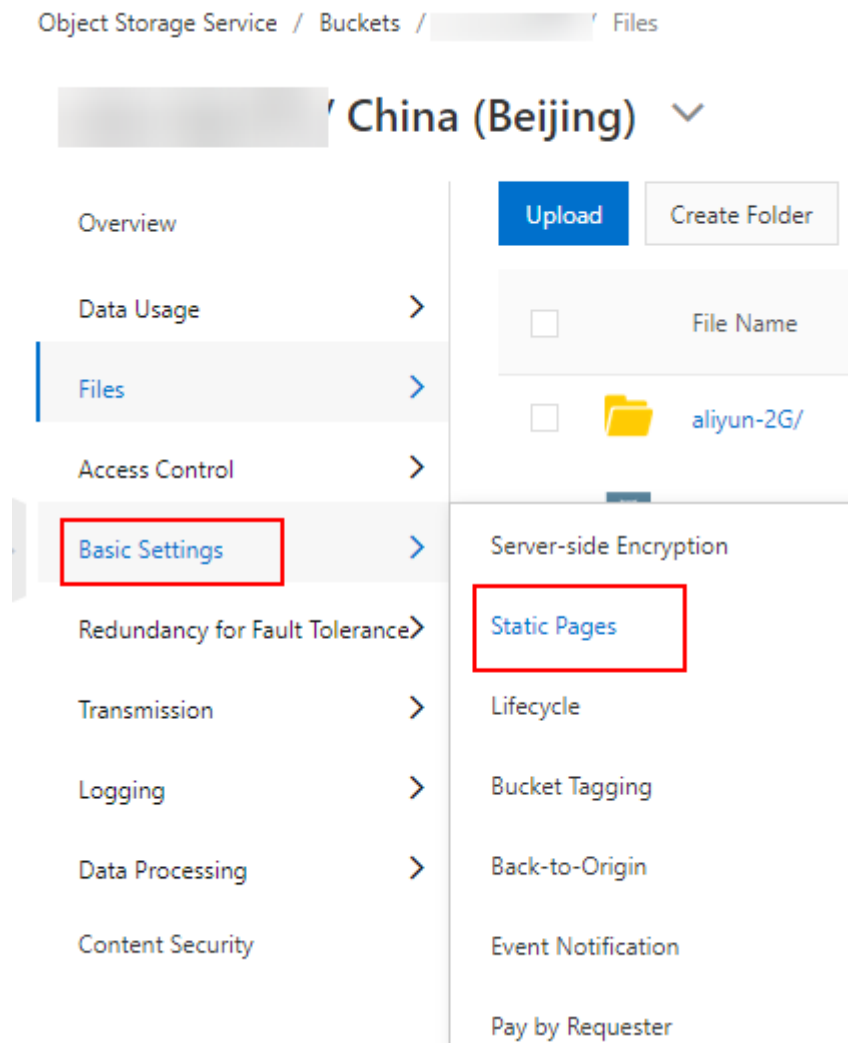 Object Storage Service / Buckets / / Files
/ China (Beijing)
Overview
Data Usage
Files
Access Control
Basic Settings
Redundancy for Fault Tolerance
Transmission
Logging
Data Processing
Content Security
Upload
Create Folder
File Name
aliyun-2G/
Server-side Encryption
Static Pages
Lifecycle
Bucket Tagging
Back-to-Origin
Event Notification
Pay by Requester